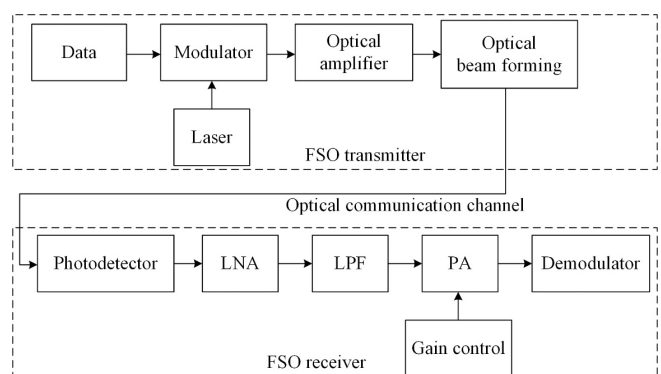 Data
Modulator
Optical
amplifier
Optical
beam forming
Laser
FSO transmitter
Optical communication channel
Photodetector
LNA
LPF
PA
Demodulator
Gain control
FSO receiver